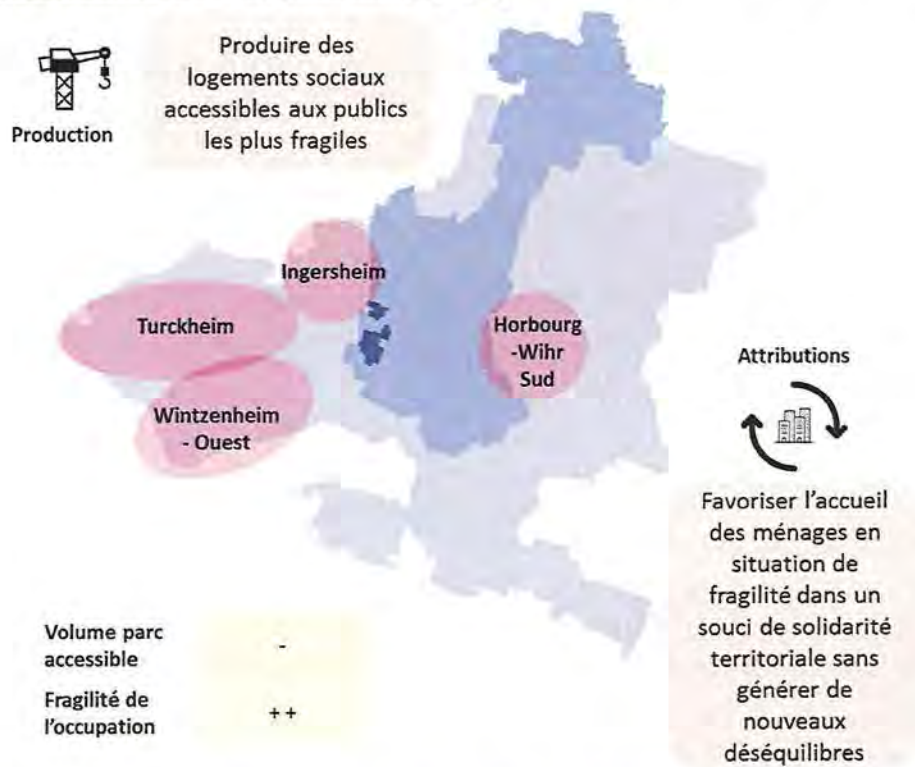 Produire des
logements sociaux
accessibles aux publics
les plus fragiles
Production
Ingersheim
Turckheim
Horbourg
-Wihr
Sud
Wintzenheim
- Ouest
Attributions
Favoriser l'accueil
des ménages en
situation de
fragilité dans un
souci de solidarité
territoriale sans
générer de
nouveaux
déséquilibres
Volume parc
accessible
-
Fragilité de
l'occupation
++